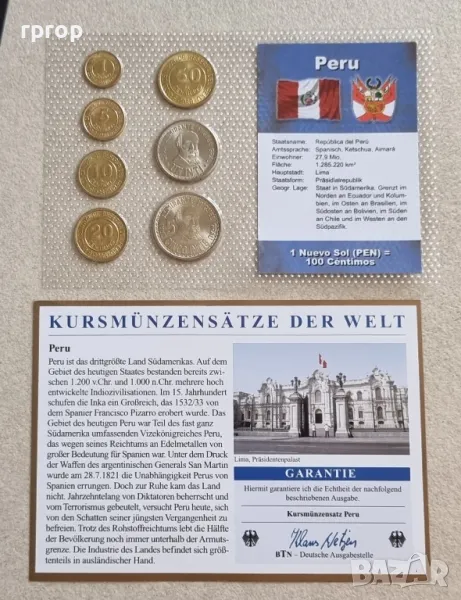 rprop
1
5
10
20
50
Peru
Staatsname: República del Perú
Amtssprache: Spanisch, Ketschua, Aimará
Einwohner: 27,9 Mio.
Fläche: 1.285.220 km²
Hauptstadt: Lima
Staatsform: Präsidialrepublik
Geogr. Lage: Staat in Südamerika. Grenzt im
Norden an Ecuador und Kolum-
bien, im Osten an Brasilien, im
Südosten an Bolivien, im Süden
an Chile und im Westen an den
Südpazifik.
1 Nuevo Sol (PEN) =
100 Céntimos
KURSMÜNZENSÄTZE DER WELT
Peru
Peru ist das drittgrößte Land Südamerikas. Auf dem
Gebiet des heutigen Staates bestanden bereits zwi-
schen 1.200 v.Chr. und 1.000 n.Chr. mehrere hoch
entwickelte Indiozivilisationen. Im 15. Jahrhundert
schufen die Inka ein Großreich, das 1532/33 von
dem Spanier Francisco Pizarro erobert wurde. Das
Gebiet des heutigen Peru war Teil des fast ganz
Südamerika umfassenden Vizekönigreiches Peru,
das wegen seines Reichtums an Edelmetallen von
großer Bedeutung für Spanien war. Unter dem Druck
der Waffen des argentinischen Generals San Martin
wurde am 28.7.1821 die Unabhängigkeit Perus von
Spanien errungen. Doch zur Ruhe kam das Land
nicht. Jahrzehntelang von Diktatoren beherrscht und
vom Terrorismus gebeutelt, versucht Peru heute, sich
von den Schatten seiner jüngsten Vergangenheit zu
befreien. Trotz des Rohstoffreichtums lebt die Hälfte
der Bevölkerung noch immer unterhalb der Armuts-
grenze. Die Industrie des Landes befindet sich größ-
tenteils in ausländischer Hand.
Lima, Präsidentenpalast
GARANTIE
Hiermit garantiere ich die Echtheit der nachfolgend
beschriebenen Ausgabe.
Kursmünzensatz Peru
BTN – Deutsche Ausgabestelle
bazar